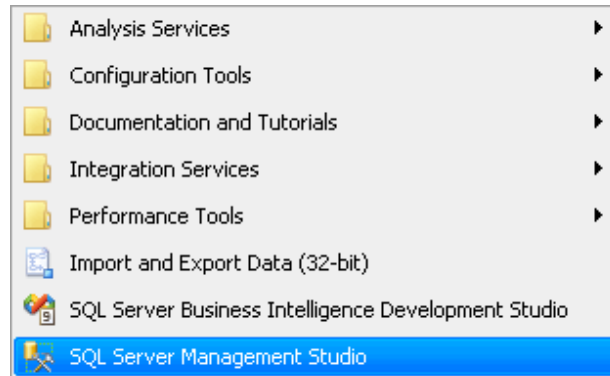 Analysis Services
Configuration Tools
Documentation and Tutorials
Integration Services
Performance Tools
Import and Export Data (32-bit)
SQL Server Business Intelligence Development Studio
SQL Server Management Studio